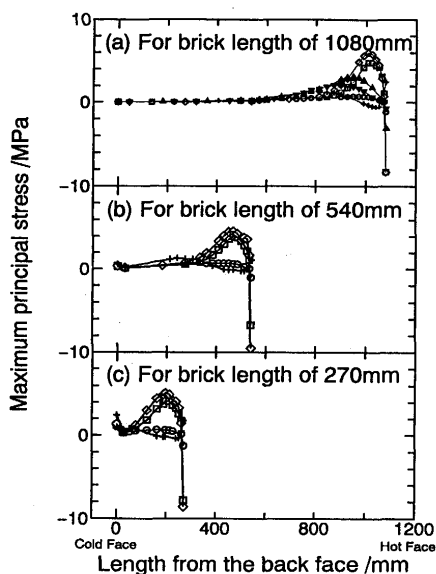 10
(a) For brick length of 1080mm
0
−10
(b) For brick length of 540mm
0
−10
(c) For brick length of 270mm
0
−10
Maximum principal stress /MPa
0 400 800 1200
Cold Face Hot Face
Length from the back face /mm